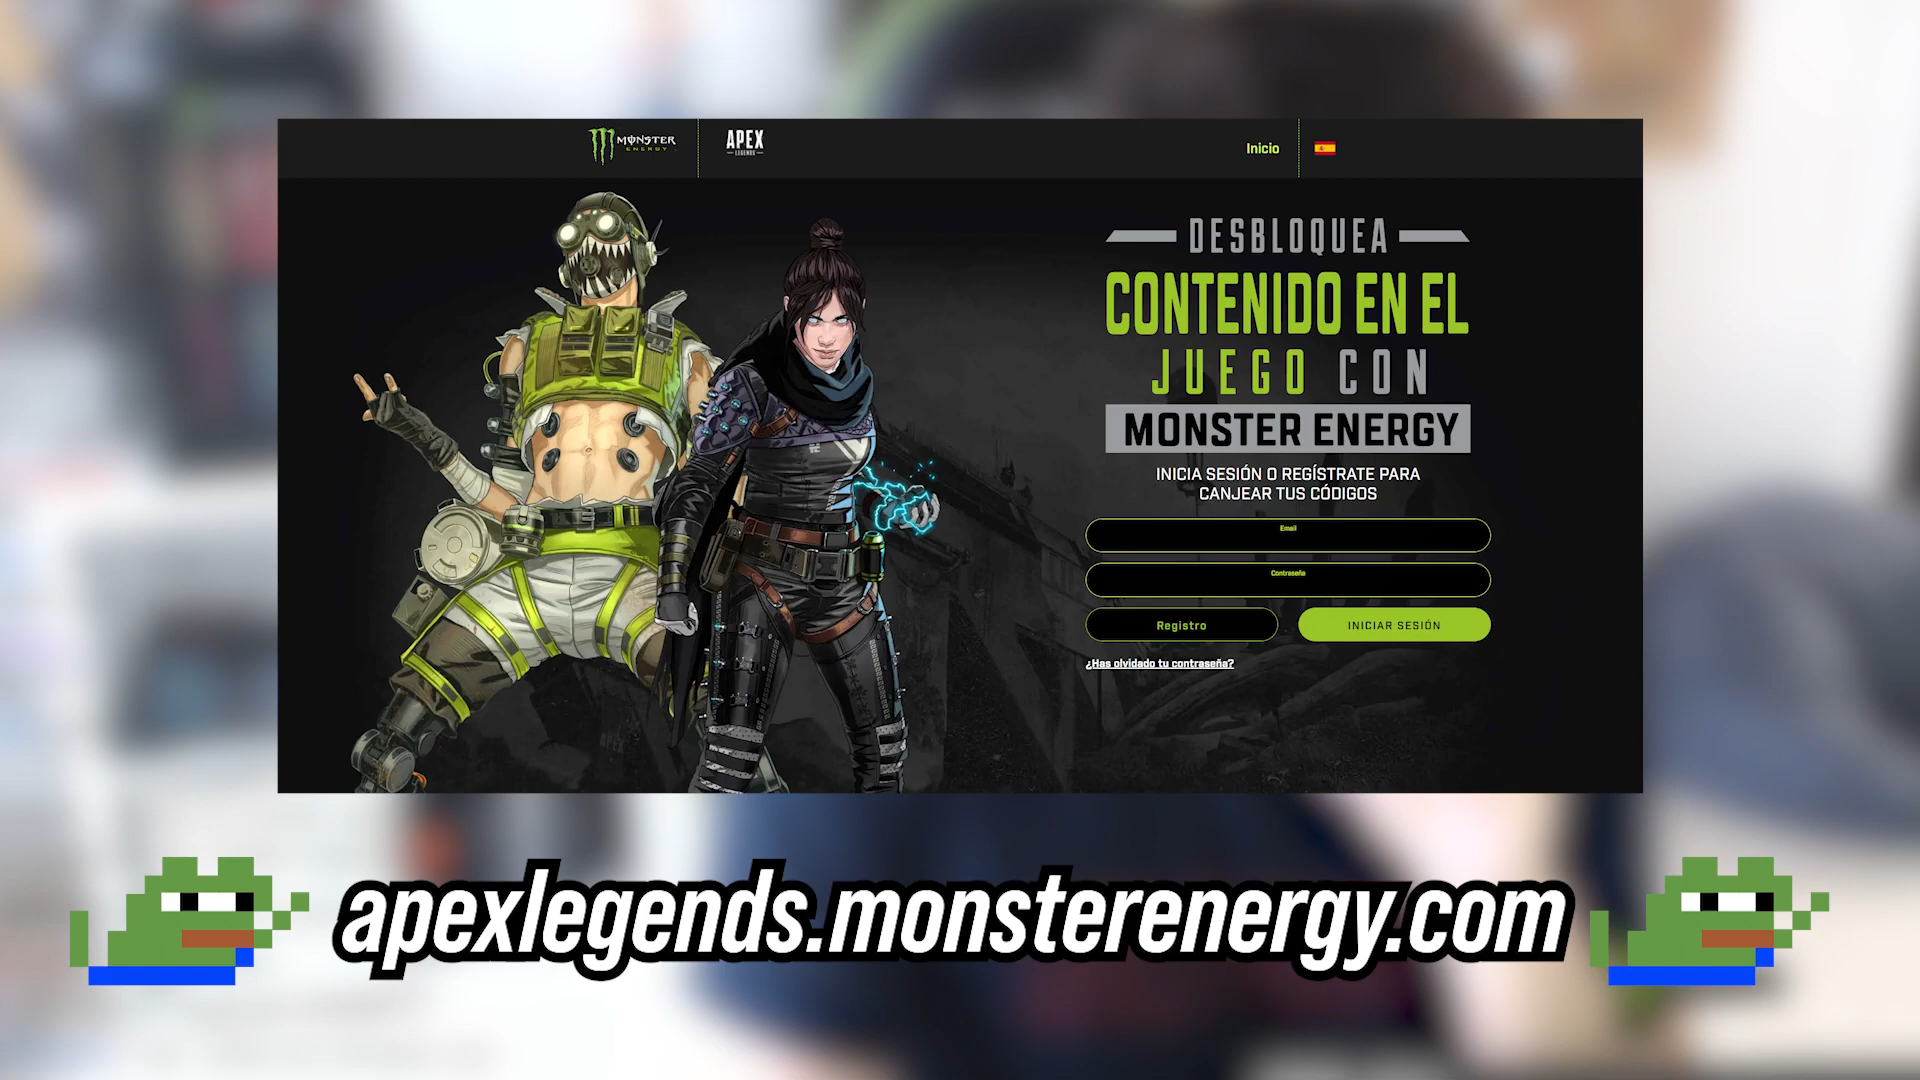 MONSTER
ENERGY
APEX
LEGENDS
Inicio
DESBLOQUEA
CONTENIDO EN EL
JUEGO CON
MONSTER ENERGY
INICIA SESIÓN O REGÍSTRATE PARA
CANJEAR TUS CÓDIGOS
Email
Contraseña
Registro
INICIAR SESIÓN
¿Has olvidado tu contraseña?
apexlegends.monsterenergy.com